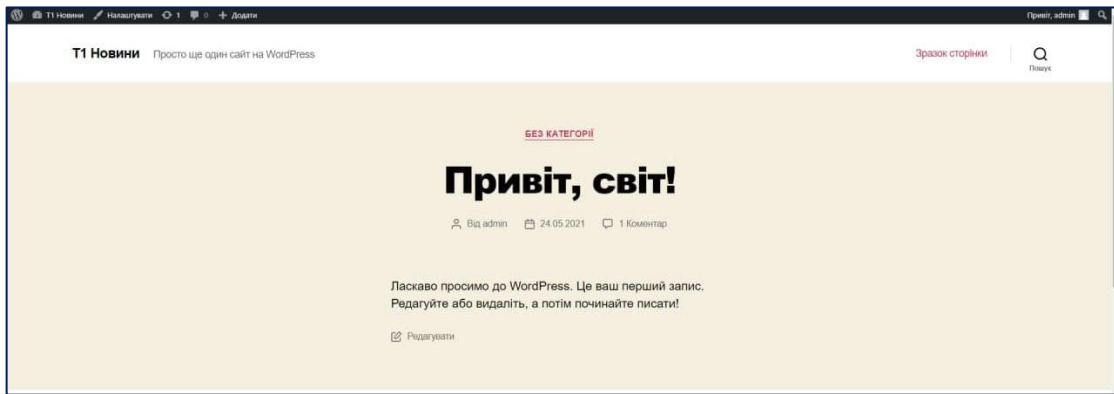 Т1 Новини Налаштувати 1 0 + Додати Привіт, admin
Т1 Новини Просто ще один сайт на WordPress Зразок сторінки Пошук
БЕЗ КАТЕГОРІЇ
Привіт, світ!
Від admin 24.05.2021 1 Коментар
Ласкаво просимо до WordPress. Це ваш перший запис.
Редагуйте або видаліть, а потім починайте писати!
Редагувати